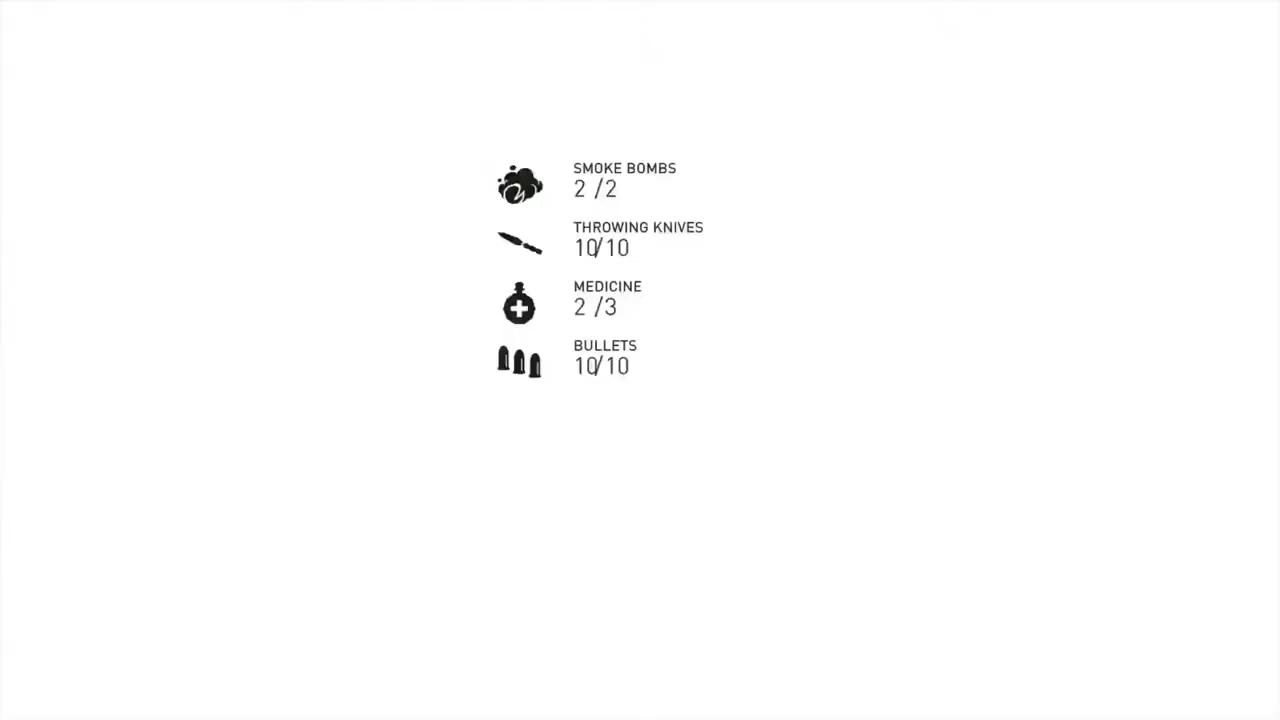 SMOKE BOMBS
2 /2
THROWING KNIVES
10/10
MEDICINE
2 /3
BULLETS
10/10